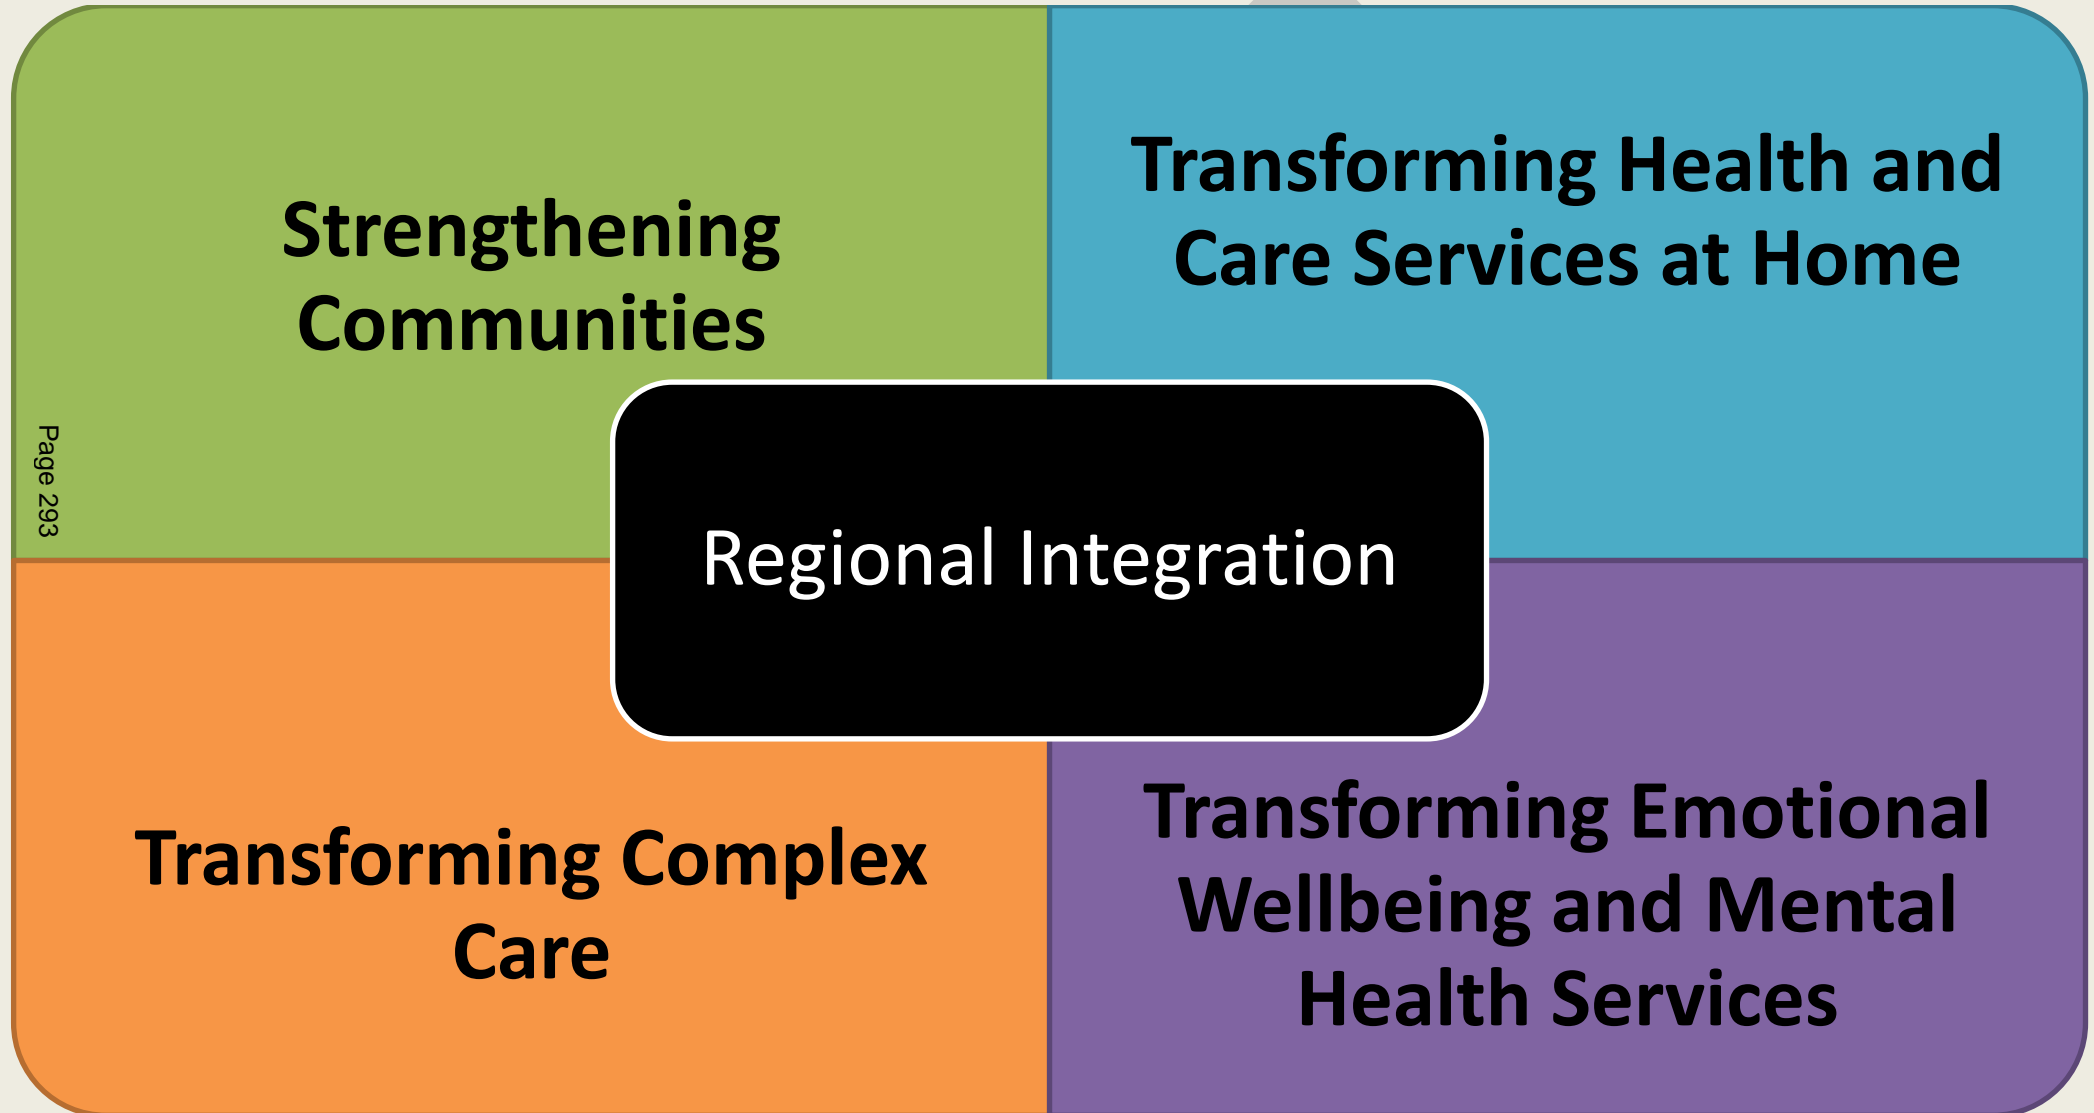 Strengthening
Communities
Transforming Health and
Care Services at Home
Page 293
Regional Integration
Transforming Complex
Care
Transforming Emotional
Wellbeing and Mental
Health Services